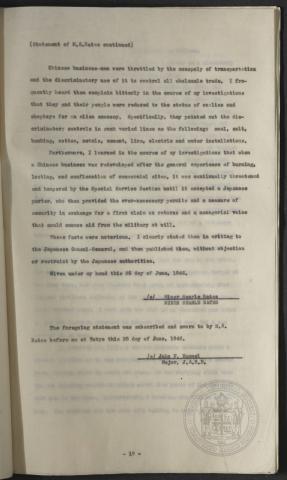 (Statement of M.S.Bates continued)
Chinese business-men were throttled by the monopoly of transportation
and the discriminatory use of it to control all wholesale trade. I fre-
quently heard them complain bitterly in the course of my investigations
that they and their people were reduced to the status of coolies and
shopboys for an alien economy. Specifically, they pointed out the dis-
criminatory controls in such varied lines as the following: coal, salt,
banking, cotton, metals, cement, lime, electric and water installations.
Furthermore, I learned in the course of my investigations that when
a Chinese business was redeveloped after the general experience of burning,
looting, and confiscation of commercial sites, it was continually threatened
and hampered by the Special Service Section until it accepted a Japanese
partner, who then provided the ever-necessary permits and a measure of
security in exchange for a first claim on returns and a managerial voice
that could summon aid from the military at will.
These facts were notorious. I clearly stated them in writing to
the Japanese Consul-General, and then published them, without objection
or restraint by the Japanese authorities.
Given under my hand this 25 day of June, 1946.
(s) Miner Searle Bates
MINER SEARLE BATES
The foregoing statement was subscribed and sworn to by M.S.
Bates before me at Tokyo this 25 day of June, 1946.
(s) John F. Hummel
Major, J.A.G.D.
- 19 -